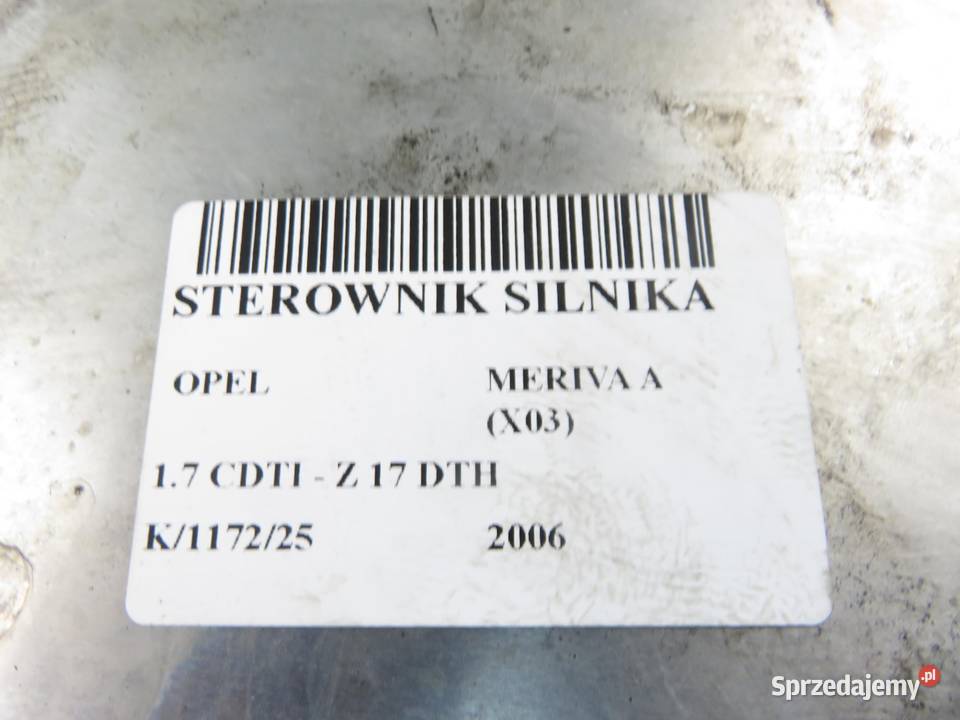 STEROWNIK SILNIKA
OPEL MERIVA A
(X03)
1.7 CDTI - Z 17 DTH
K/1172/25 2006
Sprzedajemy.pl